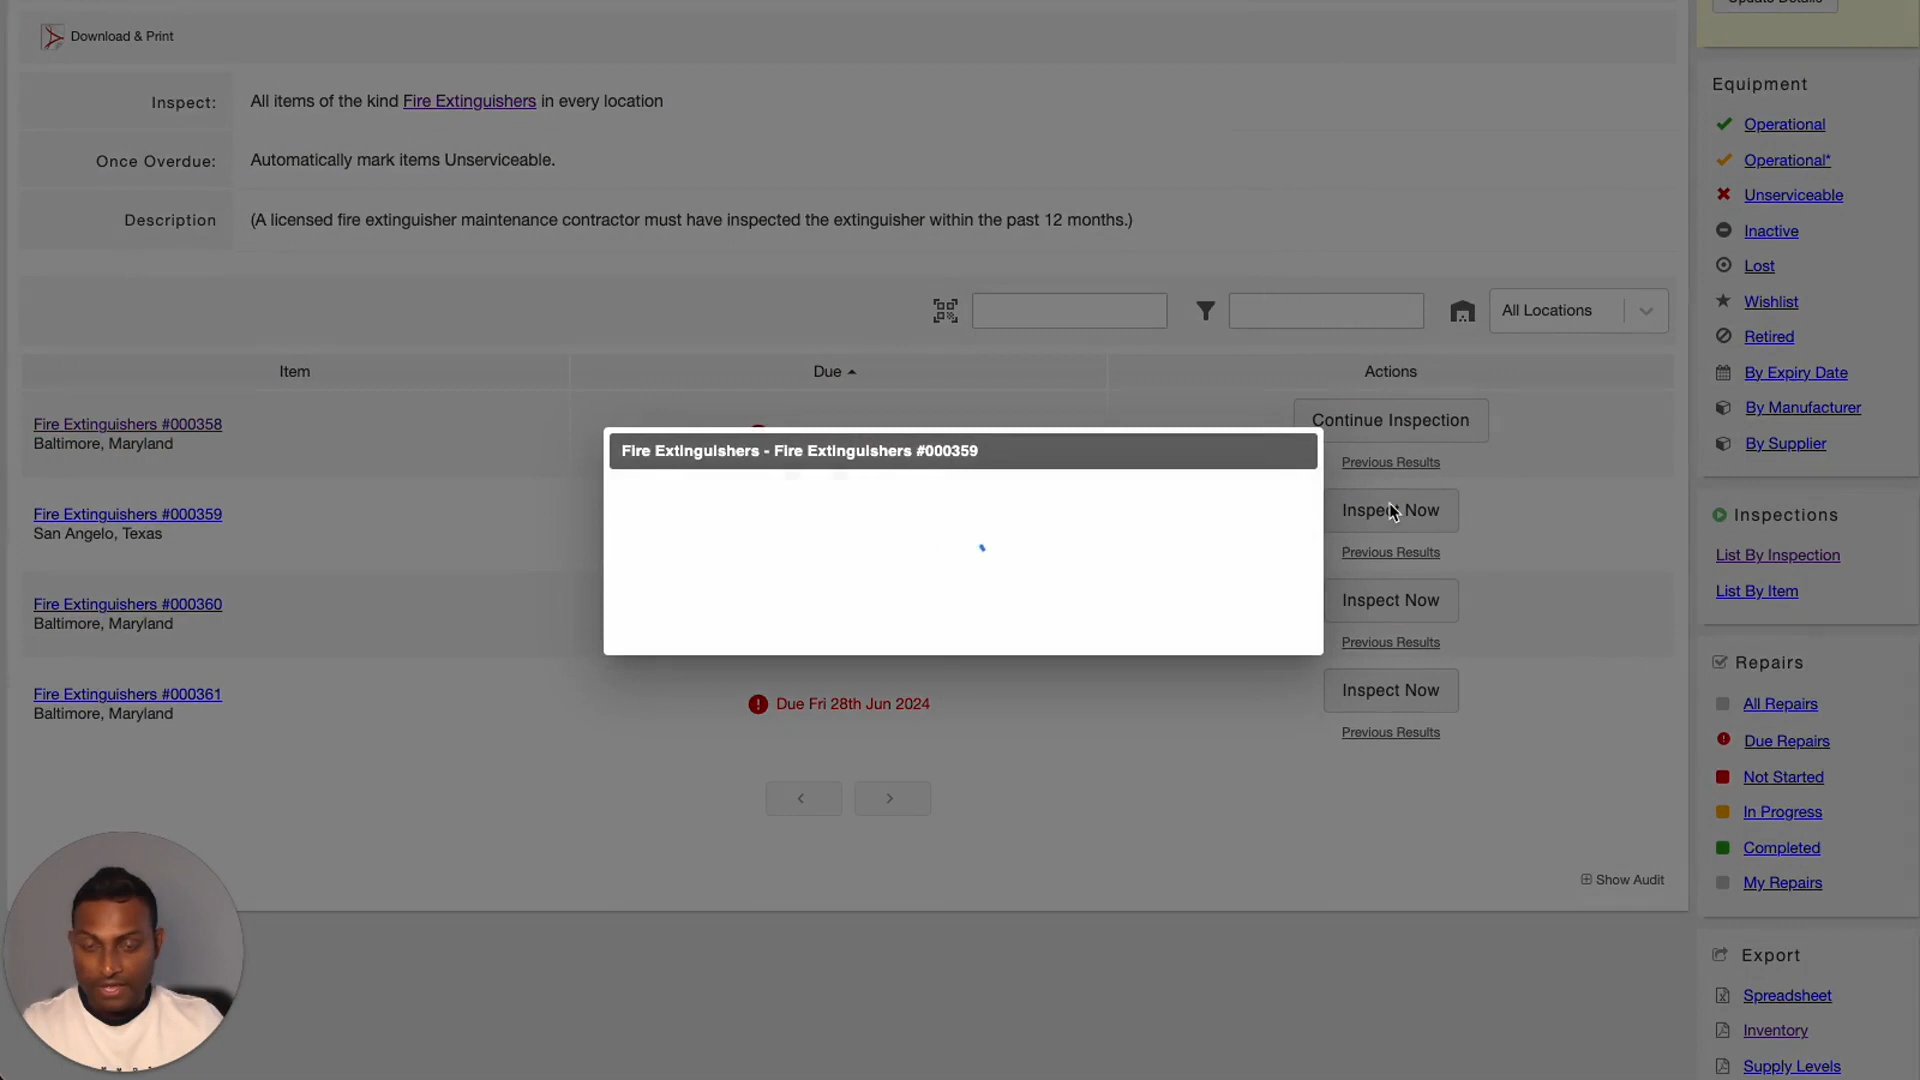 Update Details
Download & Print
Inspect:
All items of the kind Fire Extinguishers in every location
Once Overdue:
Automatically mark items Unserviceable.
Description
(A licensed fire extinguisher maintenance contractor must have inspected the extinguisher within the past 12 months.)
All Locations
Item
Due
Actions
Fire Extinguishers #000358
Baltimore, Maryland
Continue Inspection
Previous Results
Fire Extinguishers - Fire Extinguishers #000359
Fire Extinguishers #000359
San Angelo, Texas
Inspect Now
Previous Results
Fire Extinguishers #000360
Baltimore, Maryland
Inspect Now
Previous Results
Fire Extinguishers #000361
Baltimore, Maryland
Due Fri 28th Jun 2024
Inspect Now
Previous Results
Show Audit
Equipment
Operational
Operational*
Unserviceable
Inactive
Lost
Wishlist
Retired
By Expiry Date
By Manufacturer
By Supplier
Inspections
List By Inspection
List By Item
Repairs
All Repairs
Due Repairs
Not Started
In Progress
Completed
My Repairs
Export
Spreadsheet
Inventory
Supply Levels